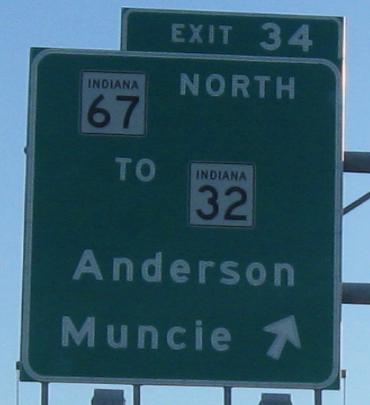 EXIT 34
INDIANA
67 NORTH
TO
INDIANA
32
Anderson
Muncie